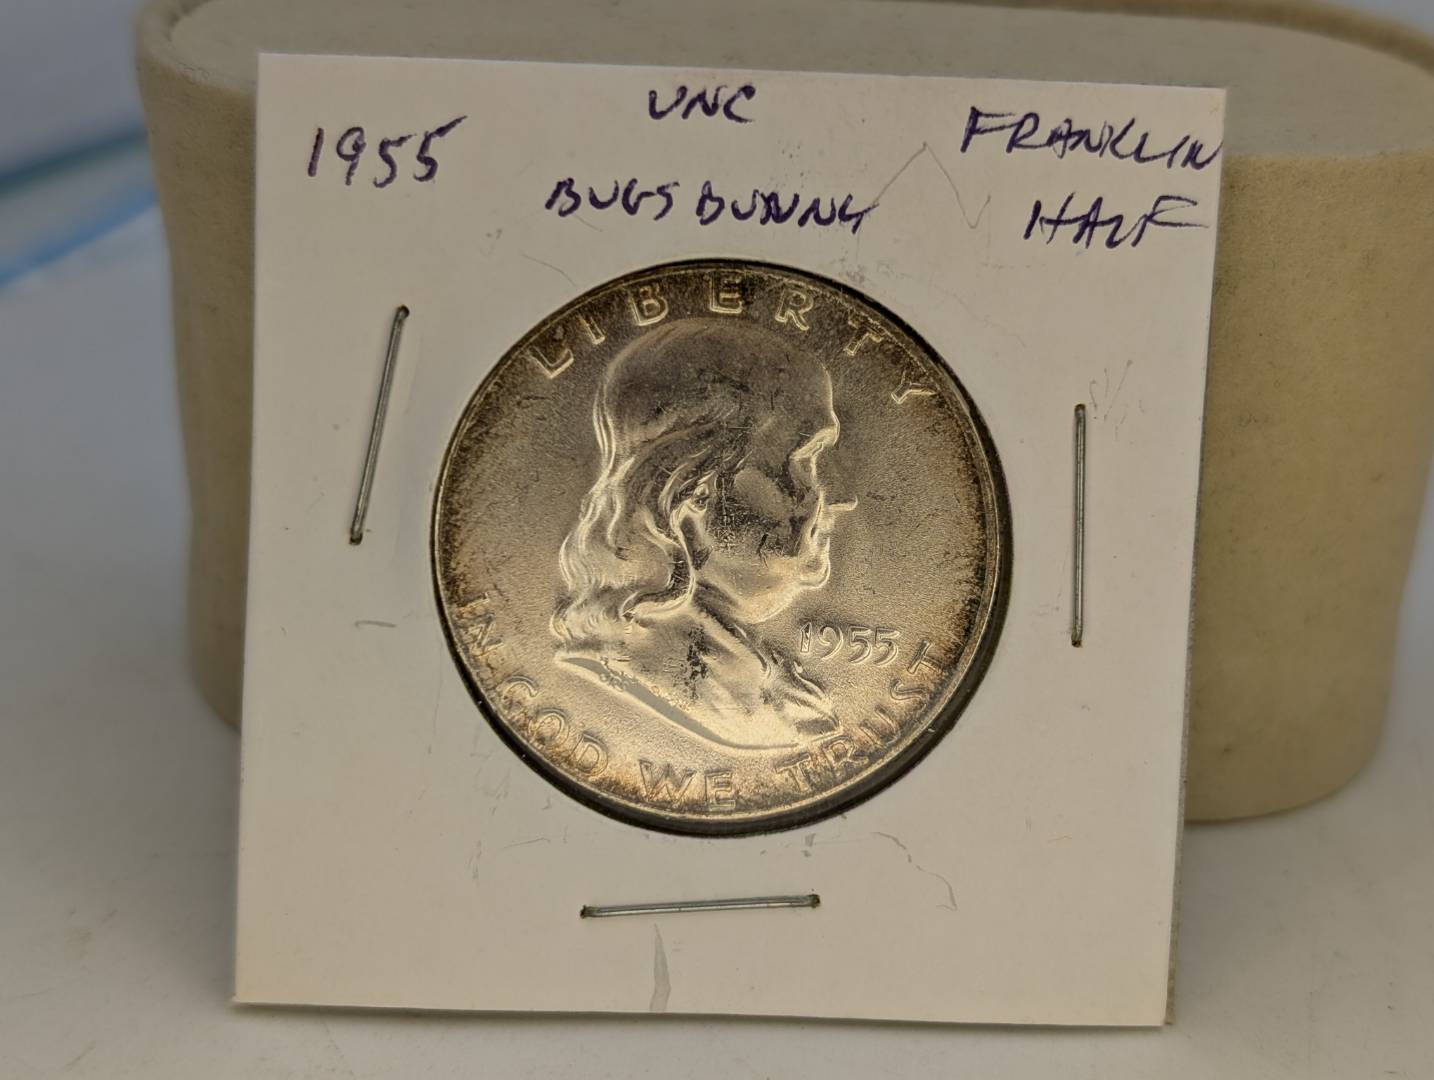 1955
UNC
BUGS BUNNY
FRANKLIN
HALF
LIBERTY
1955
IN GOD WE TRUST